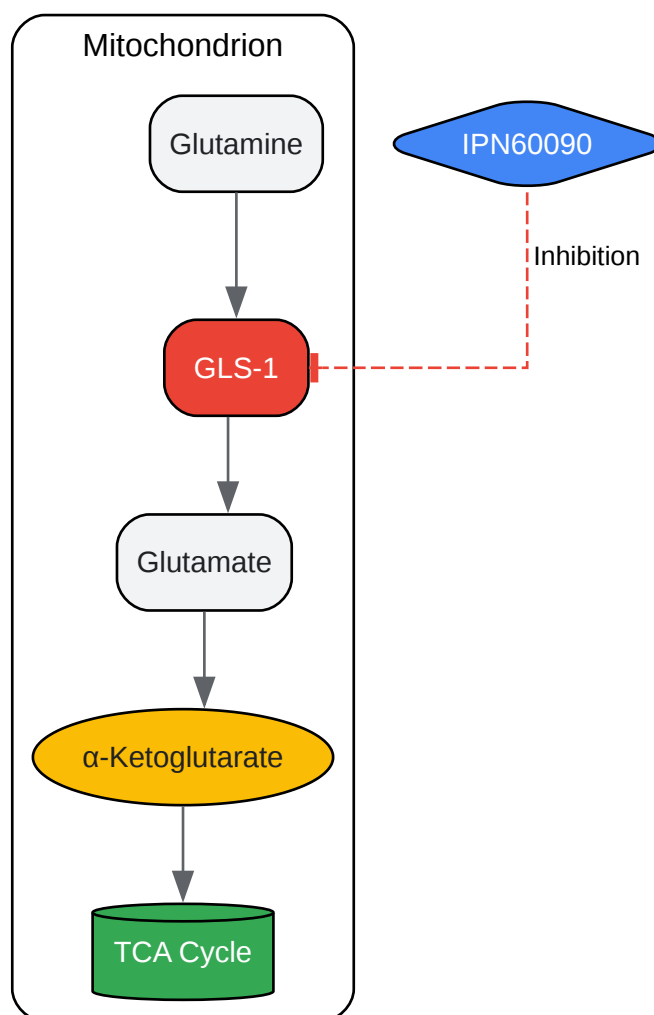 Mitochondrion
Glutamine
IPN60090
Inhibition
GLS-1
Glutamate
α-Ketoglutarate
TCA Cycle